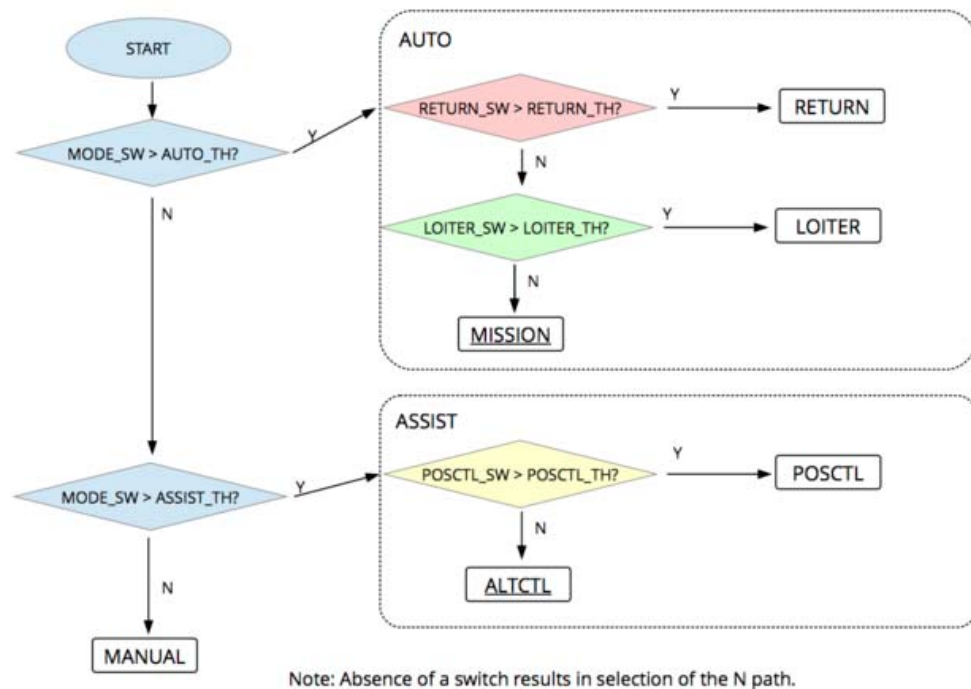 START
MODE_SW > AUTO_TH?
Y
N
AUTO
RETURN_SW > RETURN_TH?
Y
RETURN
N
LOITER_SW > LOITER_TH?
Y
LOITER
N
MISSION
MODE_SW > ASSIST_TH?
Y
N
MANUAL
ASSIST
POSCTL_SW > POSCTL_TH?
Y
POSCTL
N
ALTCTL
Note: Absence of a switch results in selection of the N path.